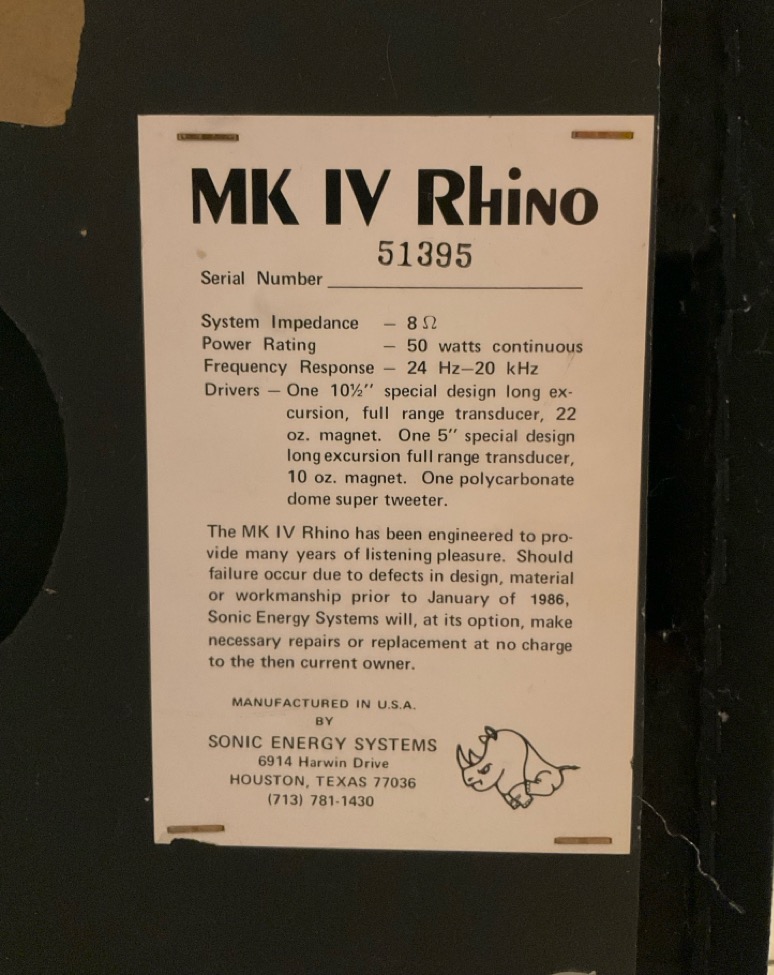 MK IV Rhino
51395
Serial Number
System Impedance – 8 Ω
Power Rating – 50 watts continuous
Frequency Response – 24 Hz–20 kHz
Drivers – One 10½″ special design long ex-
cursion, full range transducer, 22
oz. magnet. One 5″ special design
long excursion full range transducer,
10 oz. magnet. One polycarbonate
dome super tweeter.
The MK IV Rhino has been engineered to pro-
vide many years of listening pleasure. Should
failure occur due to defects in design, material
or workmanship prior to January of 1986,
Sonic Energy Systems will, at its option, make
necessary repairs or replacement at no charge
to the then current owner.
MANUFACTURED IN U.S.A.
BY
SONIC ENERGY SYSTEMS
6914 Harwin Drive
HOUSTON, TEXAS 77036
(713) 781-1430